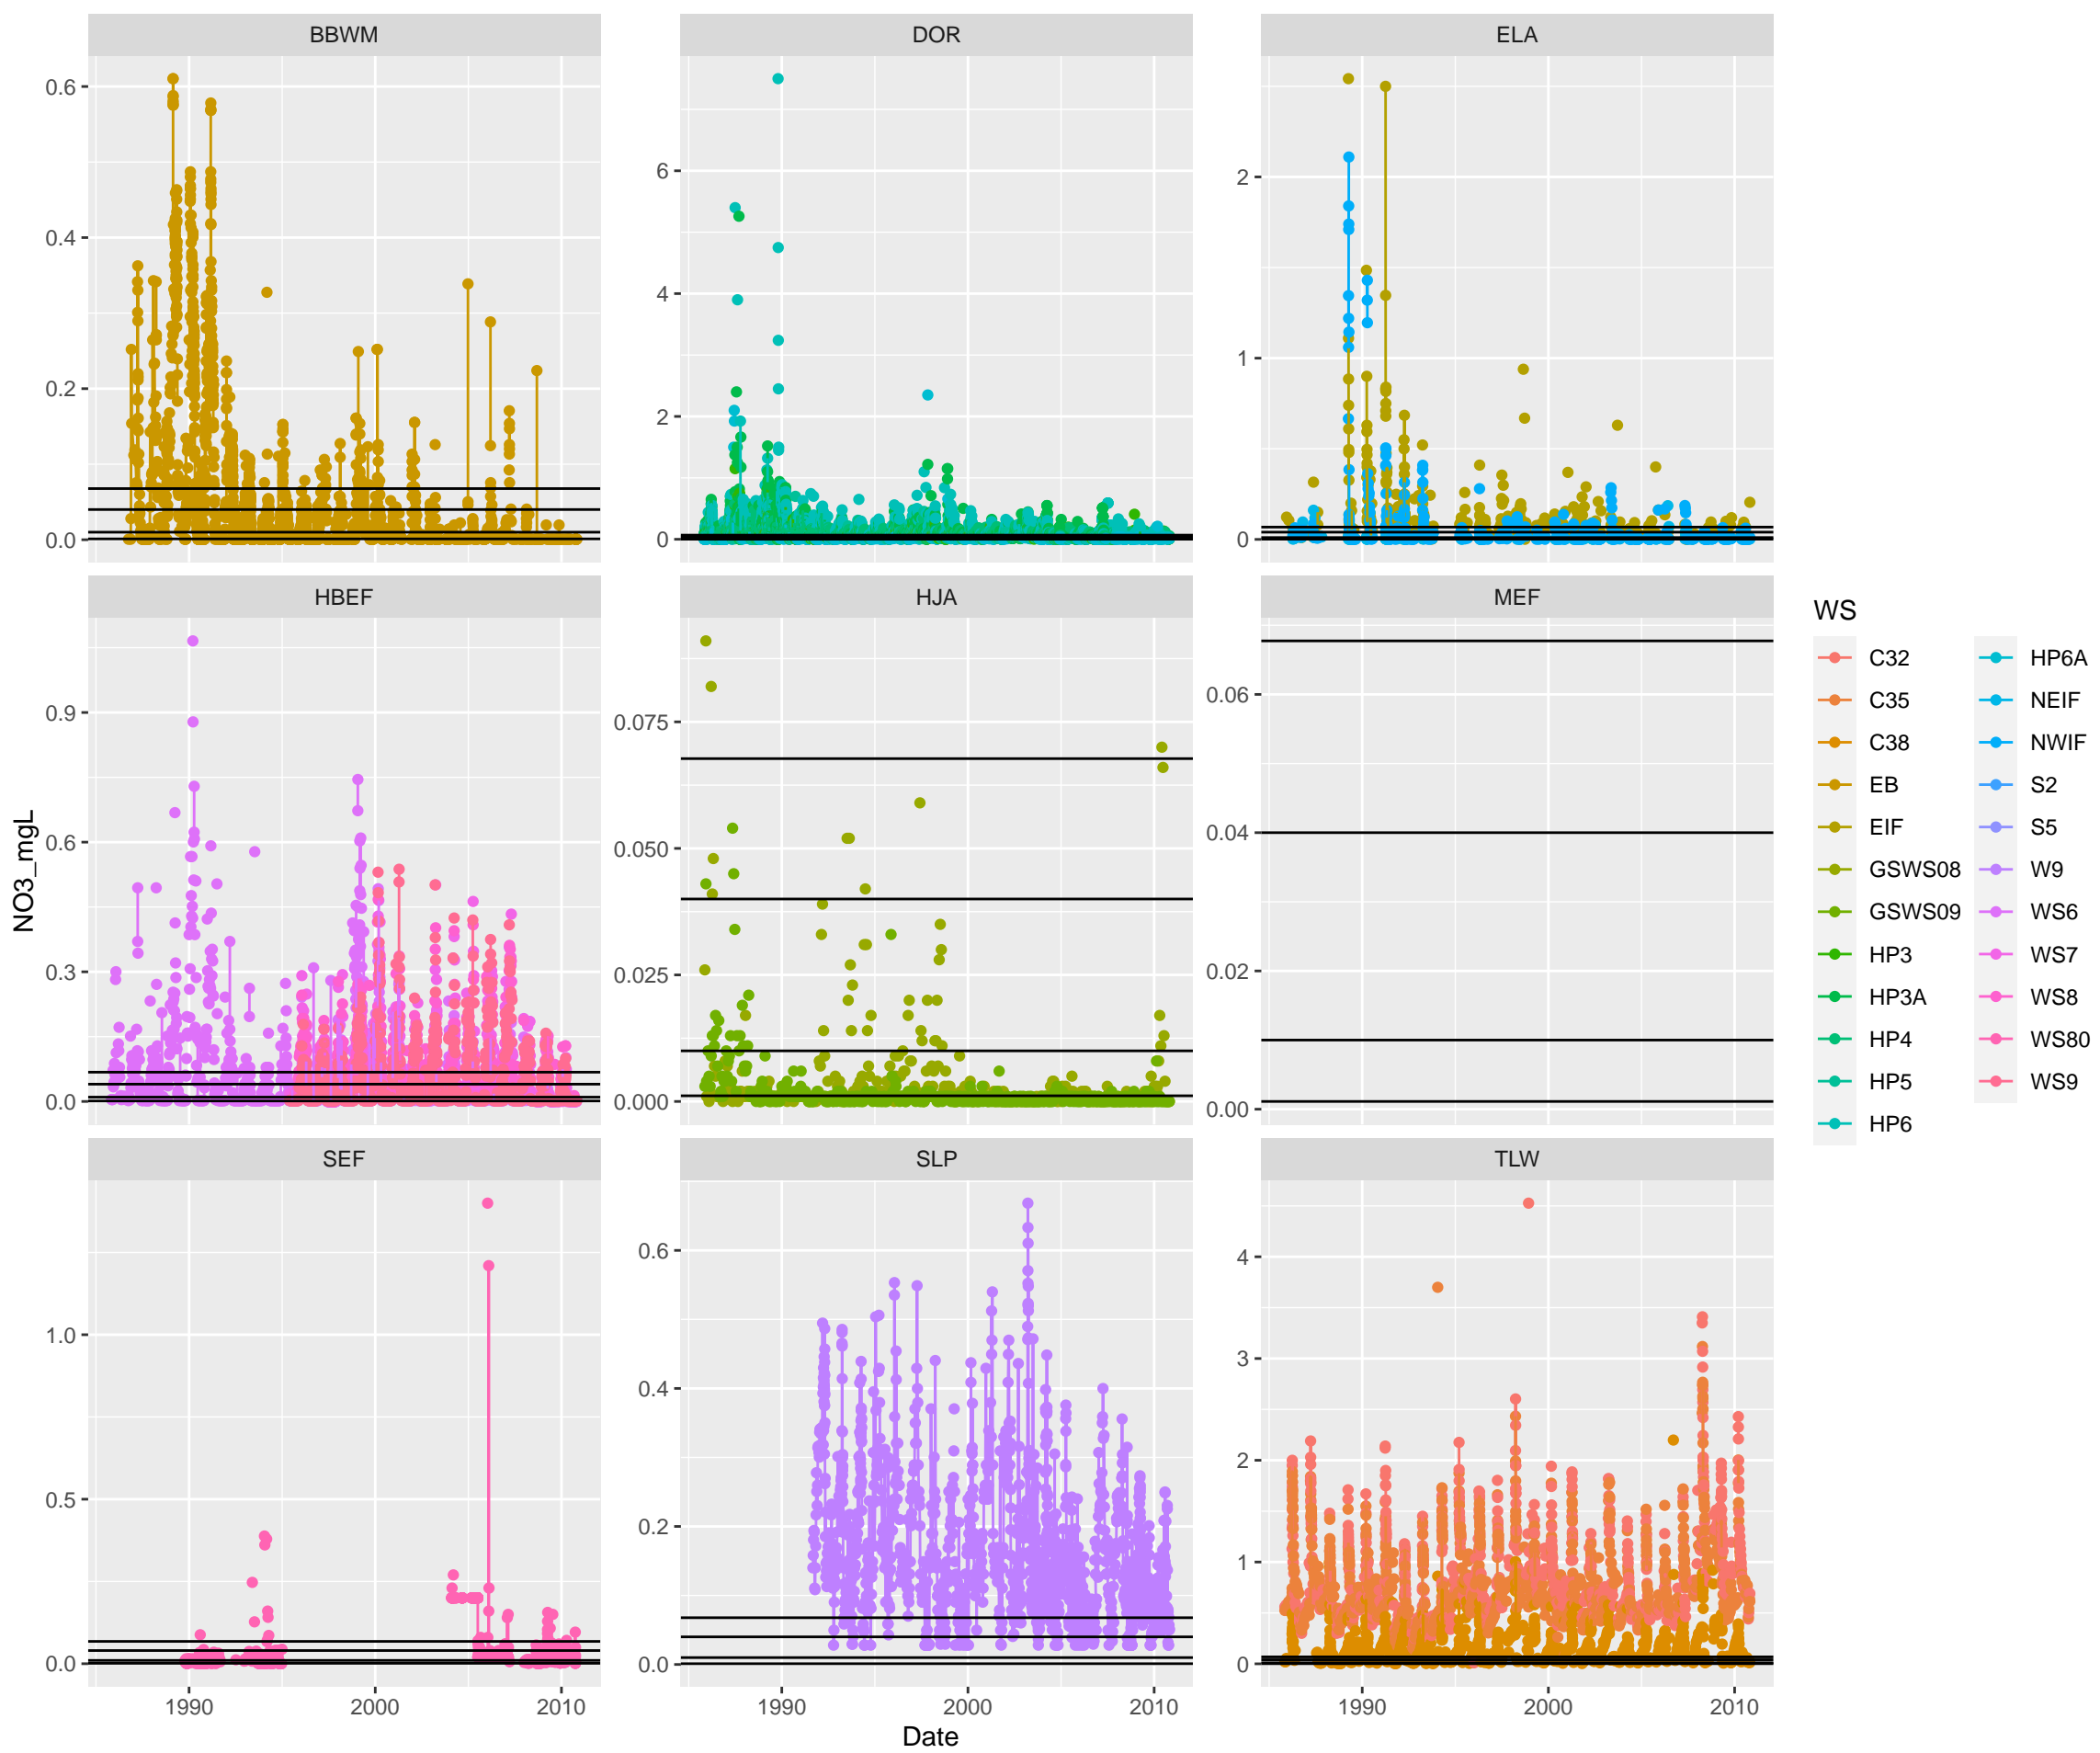 BBWM DOR ELA
0.6
0.4
0.2
0.0
6
4
2
0
2
1
0
HBEF HJA MEF
0.9
0.6
0.3
0.0
0.075
0.050
0.025
0.000
0.06
0.04
0.02
0.00
SEF SLP TLW
1.0
0.5
0.0
0.6
0.4
0.2
0.0
4
3
2
1
0
1990 2000 2010
1990 2000 2010
1990 2000 2010
Date
NO3_mgL
WS
C32
C35
C38
EB
EIF
GSWS08
GSWS09
HP3
HP3A
HP4
HP5
HP6
HP6A
NEIF
NWIF
S2
S5
W9
WS6
WS7
WS8
WS80
WS9